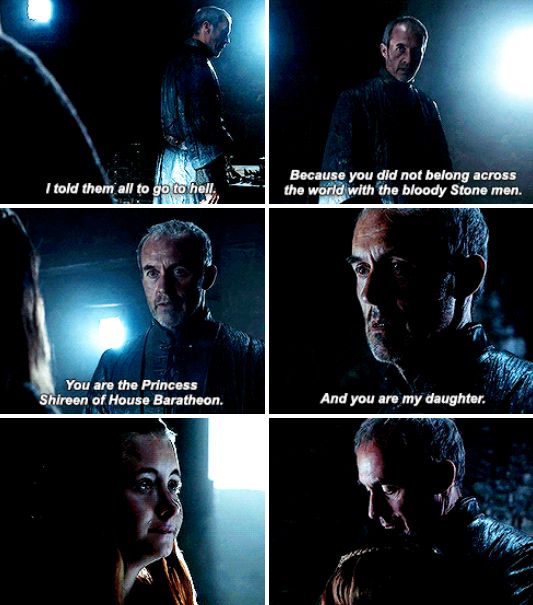 I told them all to go to hell.
Because you did not belong across
the world with the bloody Stone men.
You are the Princess
Shireen of House Baratheon.
And you are my daughter.